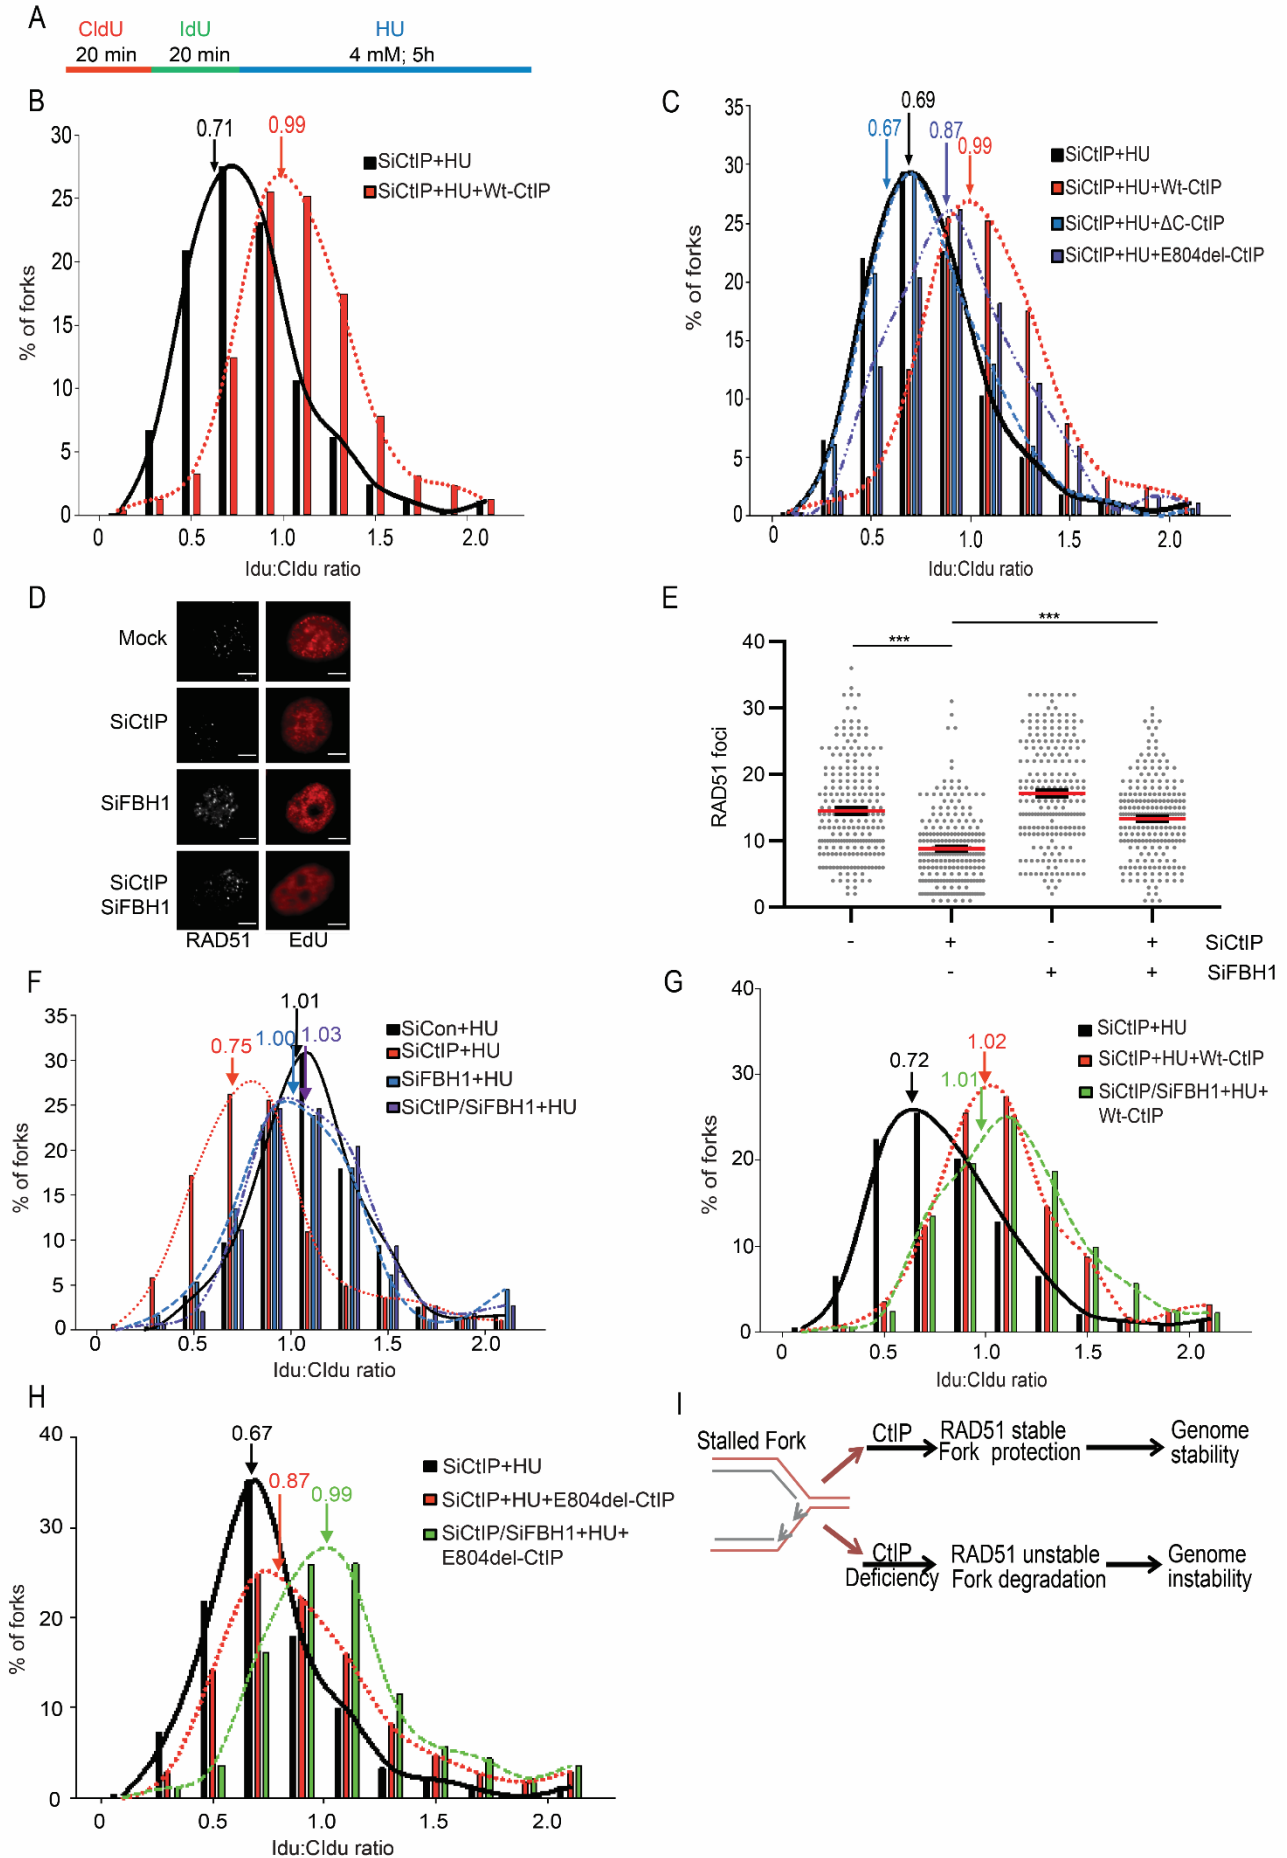 A
CldU IdU HU
20 min 20 min 4 mM; 5h
B
0.71 0.99
SiCtIP+HU
SiCtIP+HU+Wt-CtIP
% of forks
30
25
20
15
10
5
0
0 0.5 1.0 1.5 2.0
Idu:Cldu ratio
C
0.67 0.69 0.87 0.99
SiCtIP+HU
SiCtIP+HU+Wt-CtIP
SiCtIP+HU+ΔC-CtIP
SiCtIP+HU+E804del-CtIP
% of forks
35
30
25
20
15
10
5
0
0 0.5 1.0 1.5 2.0
Idu:Cldu ratio
D
Mock
SiCtIP
SiFBH1
SiCtIP
SiFBH1
RAD51 EdU
E
*** ***
RAD51 foci
40
30
20
10
0
- + - + SiCtIP
- + + SiFBH1
F
1.01
0.75 1.00 1.03
SiCon+HU
SiCtIP+HU
SiFBH1+HU
SiCtIP/SiFBH1+HU
% of forks
35
30
25
20
15
10
5
0
0 0.5 1.0 1.5 2.0
Idu:Cldu ratio
G
0.72 1.01 1.02
SiCtIP+HU
SiCtIP+HU+Wt-CtIP
SiCtIP/SiFBH1+HU+
Wt-CtIP
% of forks
40
30
20
10
0
0 0.5 1.0 1.5 2.0
Idu:Cldu ratio
H
0.67
0.87 0.99
SiCtIP+HU
SiCtIP+HU+E804del-CtIP
SiCtIP/SiFBH1+HU+
E804del-CtIP
% of forks
40
30
20
10
0
0 0.5 1.0 1.5 2.0
Idu:Cldu ratio
I
Stalled Fork
CtIP
RAD51 stable
Fork protection
Genome
stability
CtIP
Deficiency
RAD51 unstable
Fork degradation
Genome
instability